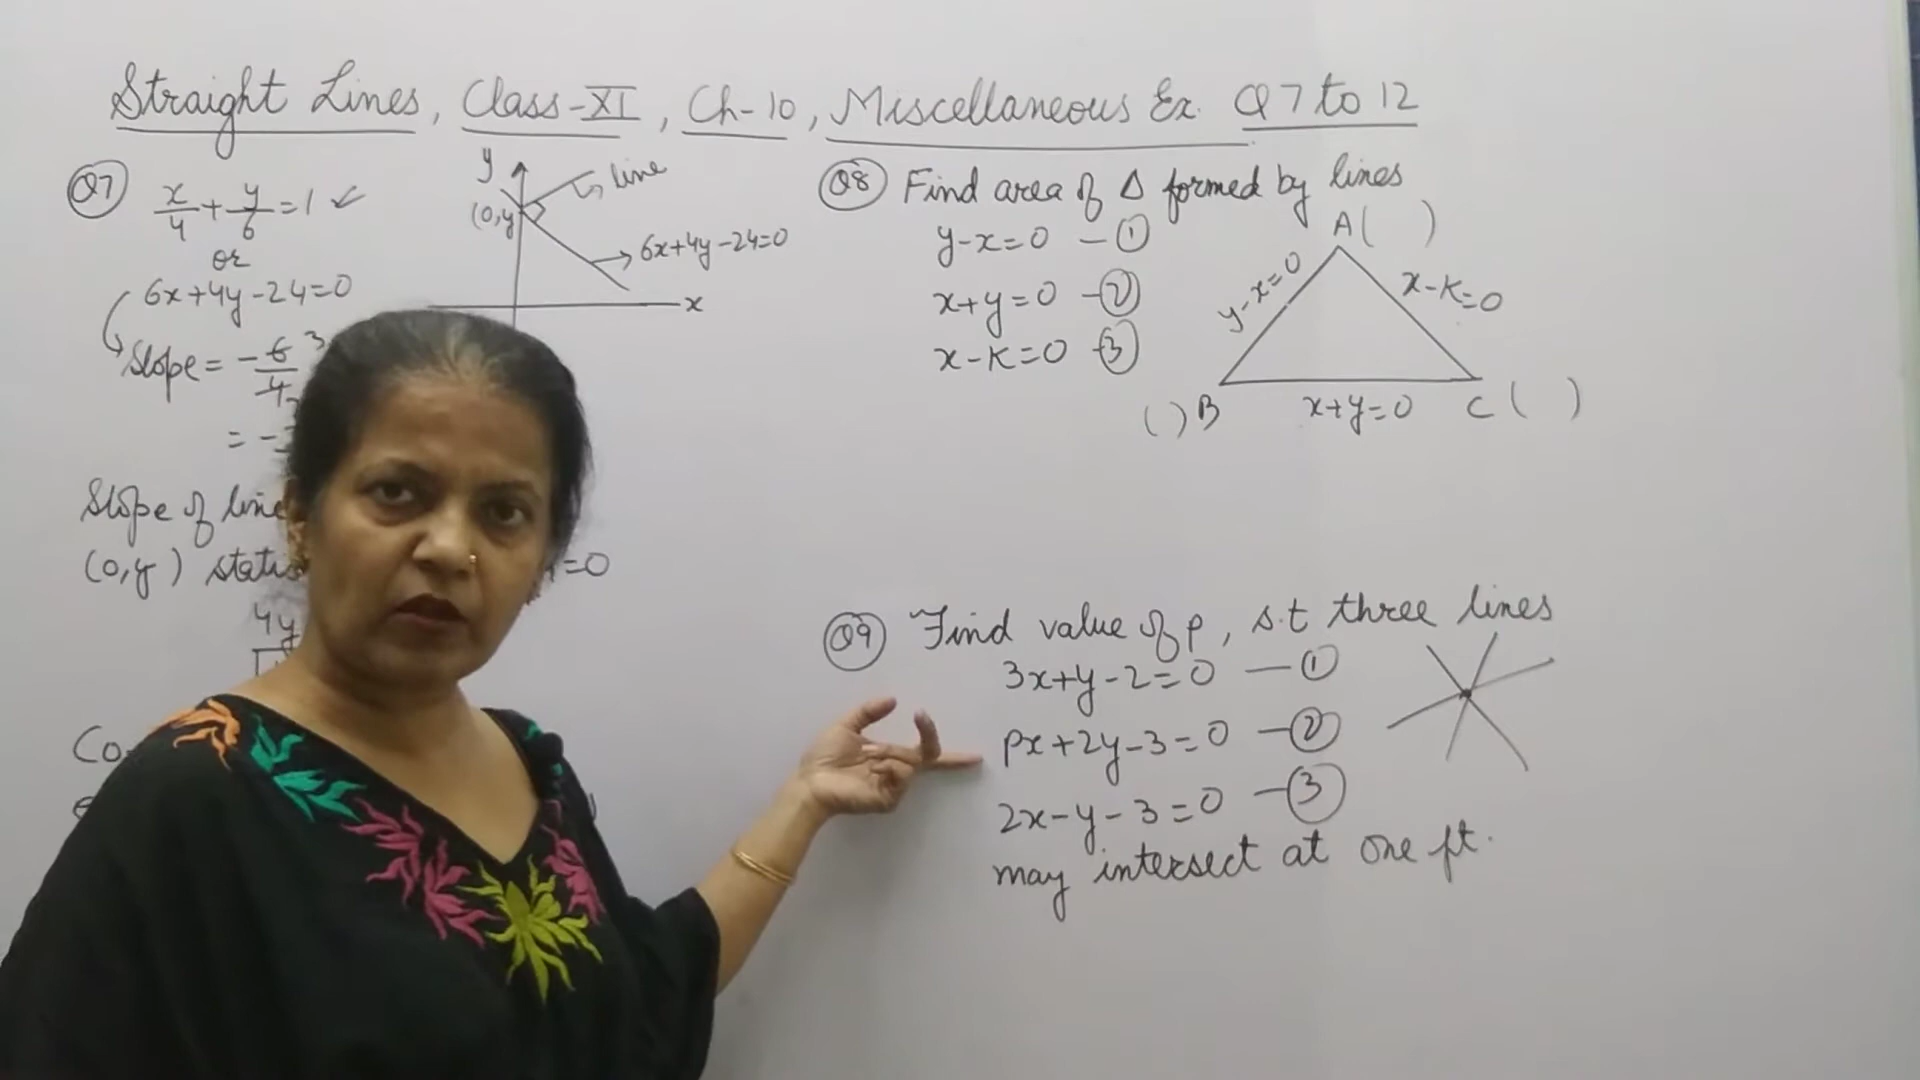 Straight Lines, Class-XI, Ch-10, Miscellaneous Ex. Q7 to 12
Q7 x/4 + y/6 = 1
or
6x+4y-24=0
Slope = -6 3
4
= -
Slope of line
(0,y)
=0
4y
y
line
(0,y
6x+4y-24=0
x
Q8 Find area of Δ formed by lines
y-x=0 - 1
x+y=0 - 2
x-K=0 - 3
A( )
y-x=0
x-K=0
( ) B
x+y=0
C ( )
Q9 Find value of p, s.t three lines
3x+y-2=0 - 1
px+2y-3=0 - 2
2x-y-3=0 - 3
may intersect at one pt.